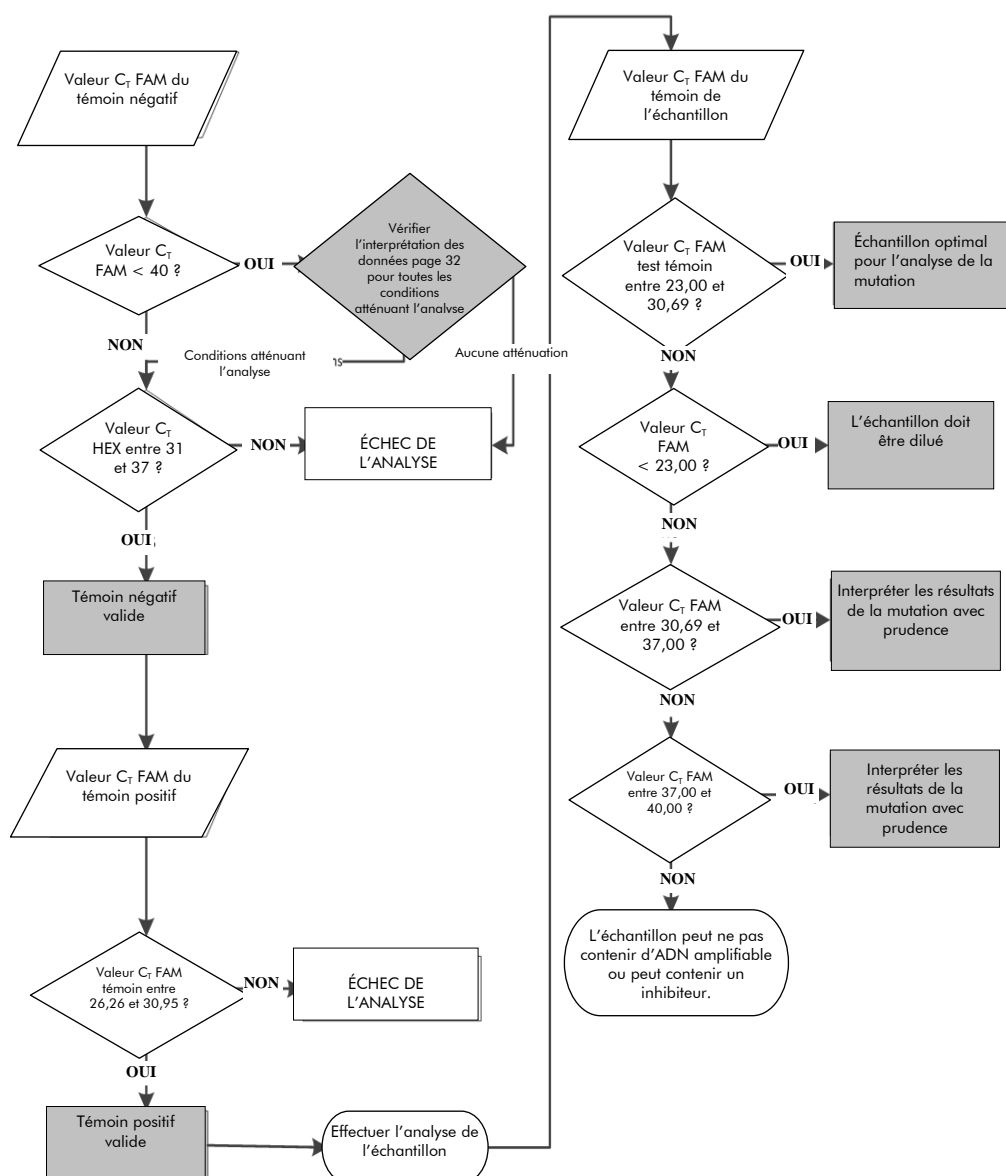 Valeur CT FAM du
témoin négatif
Valeur CT
FAM < 40 ?
OUI
Vérifier
l'interprétation des
données page 32
pour toutes les
conditions
atténuant l'analyse
NON
Conditions atténuant
l'analyse
ns
Aucune atténuation
Valeur CT
HEX entre 31
et 37 ?
NON
ÉCHEC DE
L'ANALYSE
OUI
Témoin négatif
valide
Valeur CT FAM du
témoin positif
Valeur CT FAM
témoin entre
26,26 et 30,95 ?
NON
ÉCHEC DE
L'ANALYSE
OUI
Témoin positif
valide
Effectuer l'analyse de
l'échantillon
Valeur CT FAM du
témoin de
l'échantillon
Valeur CT FAM
test témoin
entre 23,00 et
30,69 ?
OUI
Échantillon optimal
pour l'analyse de la
mutation
NON
Valeur CT
FAM
< 23,00 ?
OUI
L'échantillon doit
être dilué
NON
Valeur CT FAM
entre 30,69 et
37,00 ?
OUI
Interpréter les résultats
de la mutation avec
prudence
NON
Valeur CT FAM
entre 37,00 et
40,00 ?
OUI
Interpréter les
résultats de la
mutation avec
prudence
NON
L'échantillon peut ne pas
contenir d'ADN amplifiable
ou peut contenir un
inhibiteur.